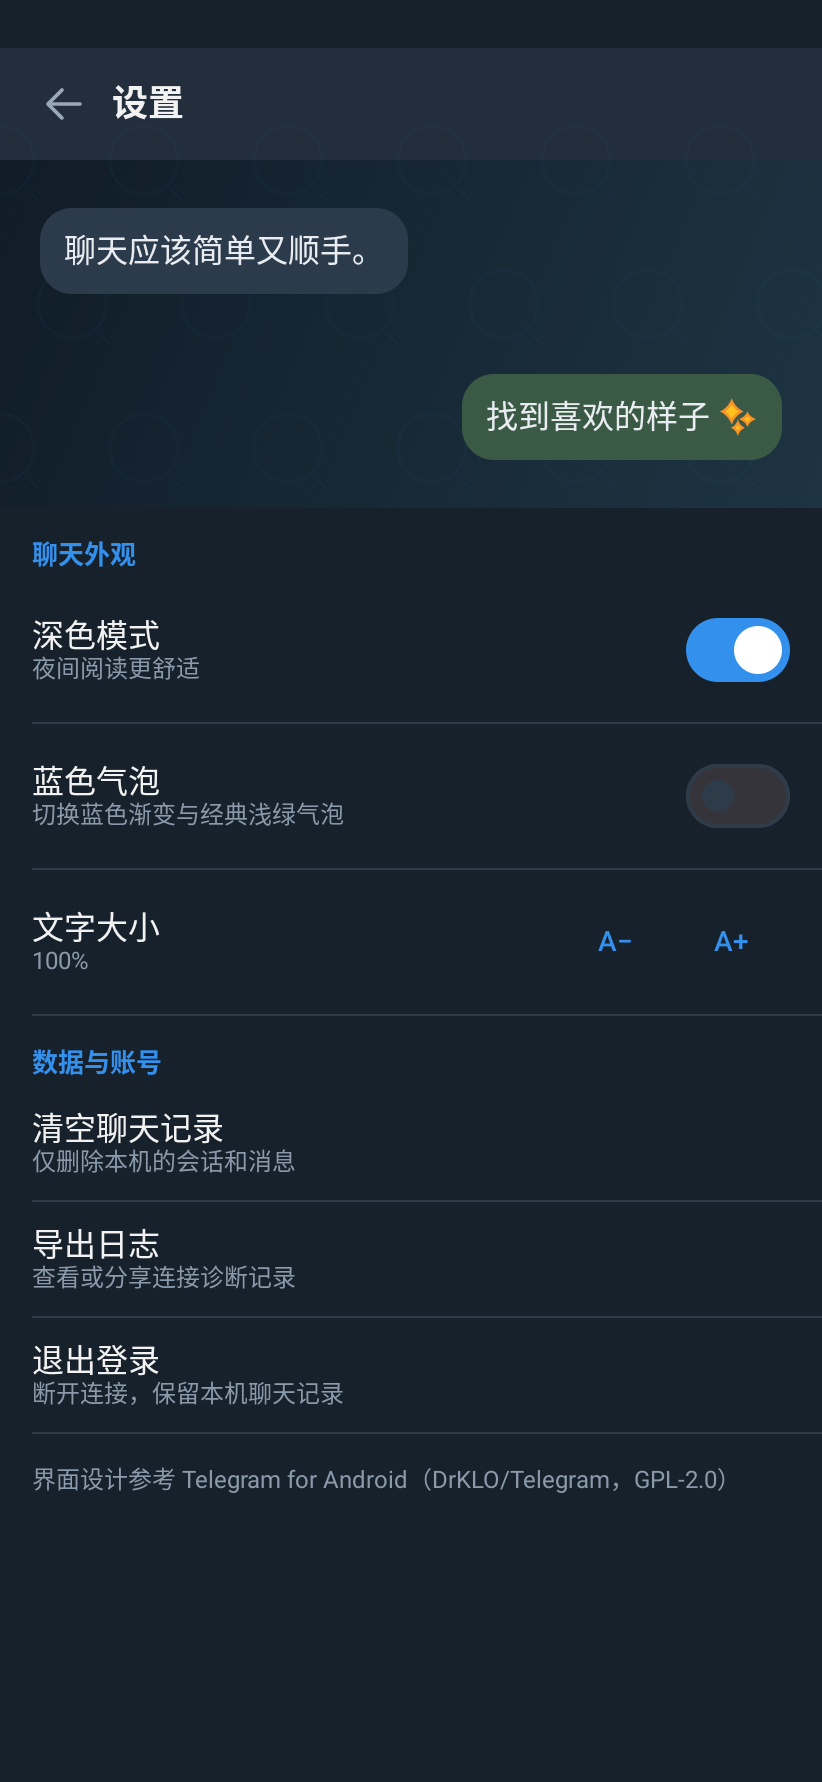 设置
聊天应该简单又顺手。
找到喜欢的样子 ✨
聊天外观
深色模式
夜间阅读更舒适
蓝色气泡
切换蓝色渐变与经典浅绿气泡
文字大小
100%
A− A+
数据与账号
清空聊天记录
仅删除本机的会话和消息
导出日志
查看或分享连接诊断记录
退出登录
断开连接，保留本机聊天记录
界面设计参考 Telegram for Android（DrKLO/Telegram，GPL-2.0）